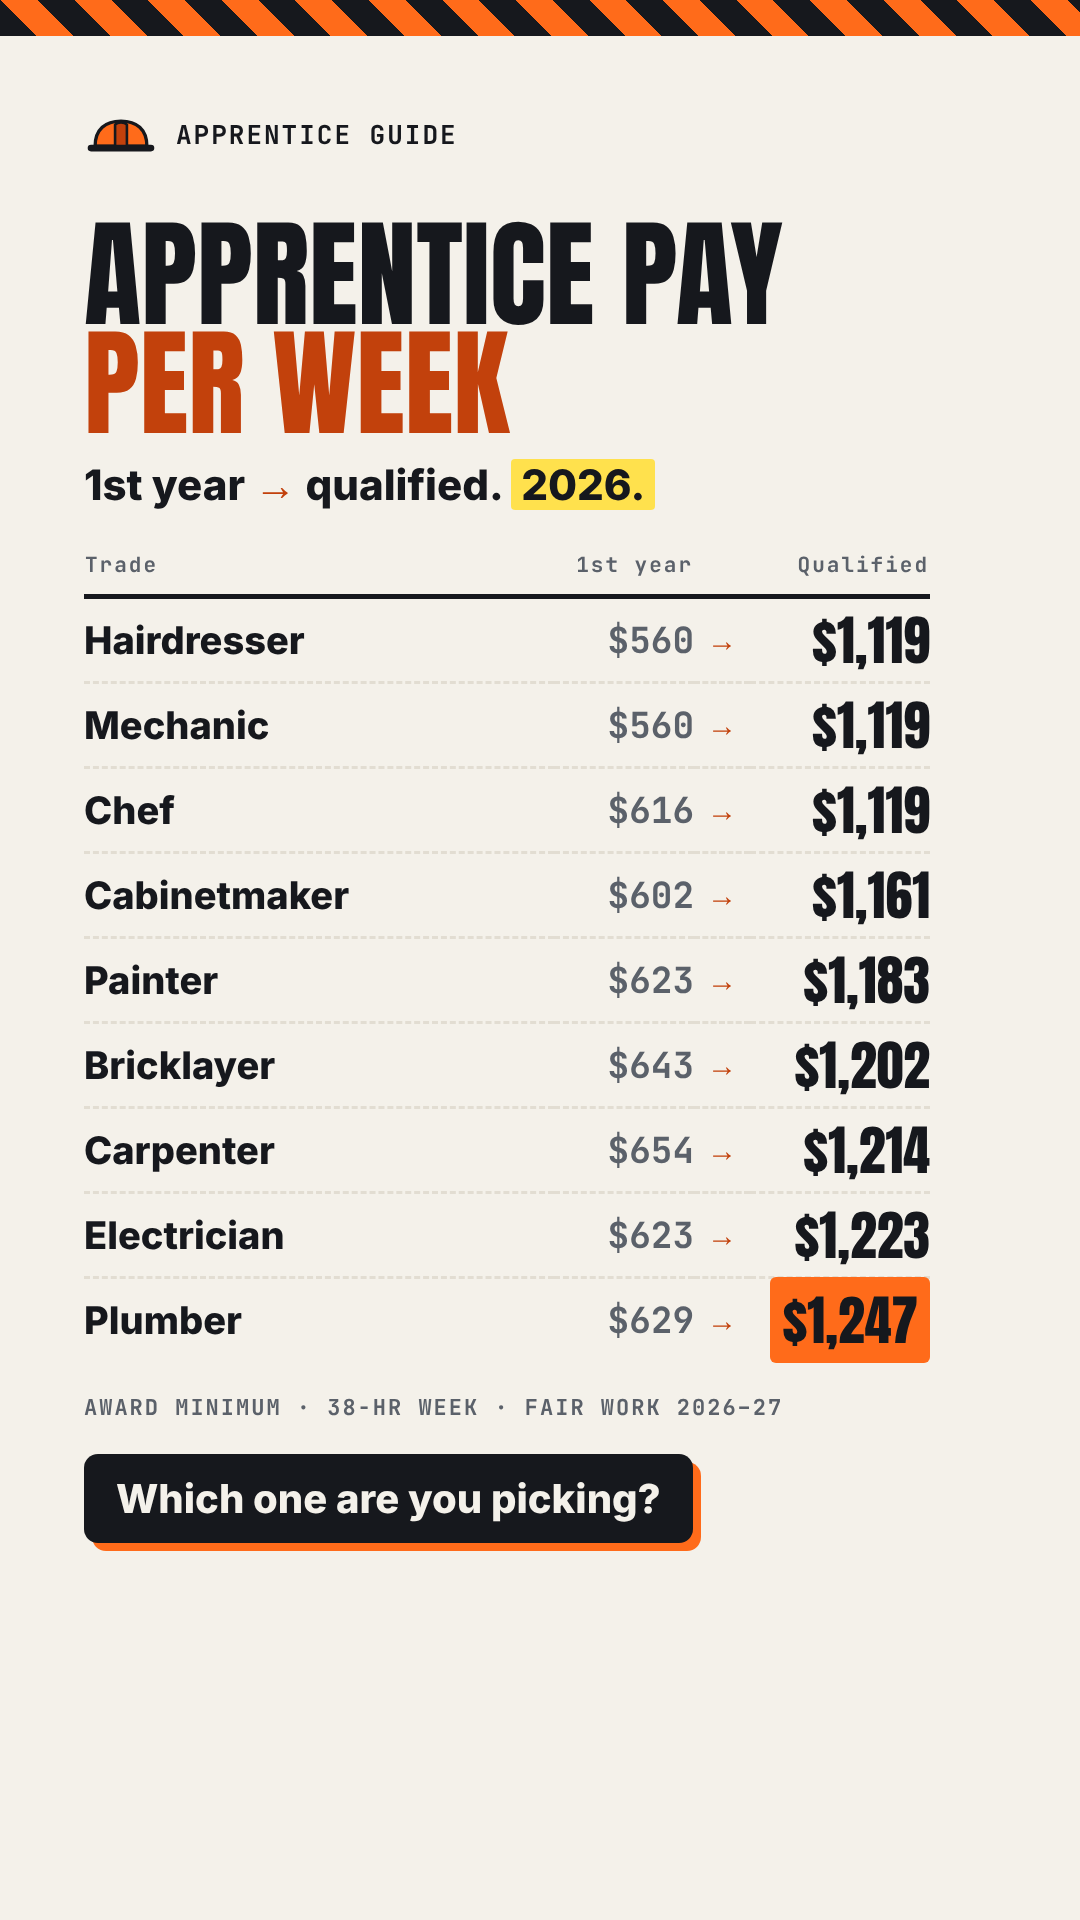 APPRENTICE GUIDE
APPRENTICE PAY
PER WEEK
1st year → qualified. 2026.
Trade 1st year Qualified
Hairdresser $560 → $1,119
Mechanic $560 → $1,119
Chef $616 → $1,119
Cabinetmaker $602 → $1,161
Painter $623 → $1,183
Bricklayer $643 → $1,202
Carpenter $654 → $1,214
Electrician $623 → $1,223
Plumber $629 → $1,247
AWARD MINIMUM · 38-HR WEEK · FAIR WORK 2026–27
Which one are you picking?